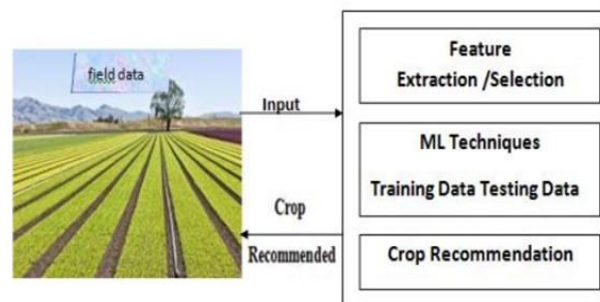 field data
Input
Crop
Recommended
Feature
Extraction /Selection
ML Techniques
Training Data Testing Data
Crop Recommendation